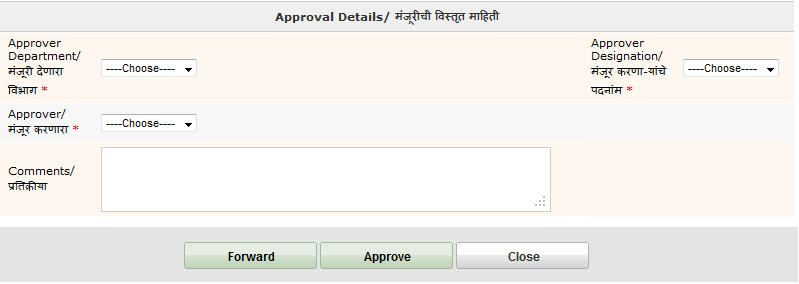 Approval Details/ मंजूरीची विस्तृत माहिती
Approver
Department/
मंजूरी देणारा
विभाग *
----Choose----
Approver
Designation/
मंजूर करणा-यांचे
पदनांम *
----Choose----
Approver/
मंजूर करणारा *
----Choose----
Comments/
प्रतिक्रीया
Forward
Approve
Close